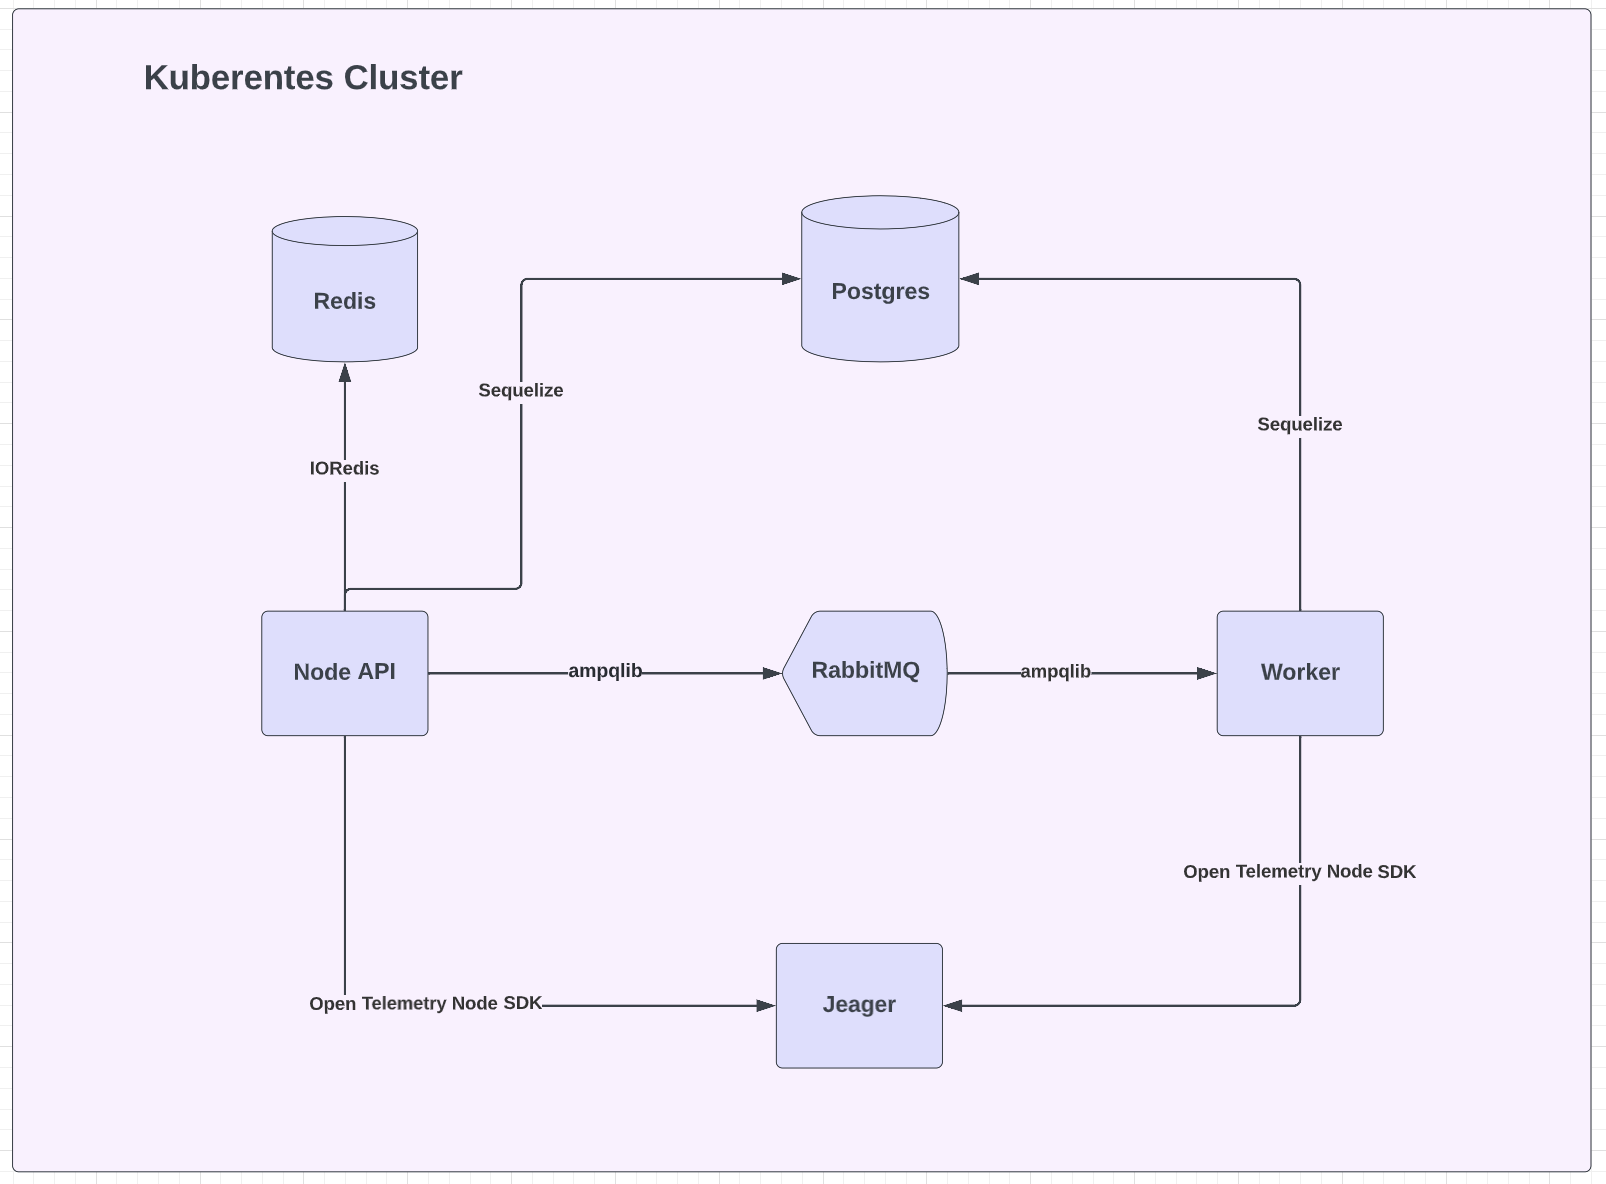 Kuberentes Cluster
Redis
Postgres
Sequelize
Sequelize
IORedis
Node API
ampqlib
RabbitMQ
ampqlib
Worker
Open Telemetry Node SDK
Open Telemetry Node SDK
Jeager